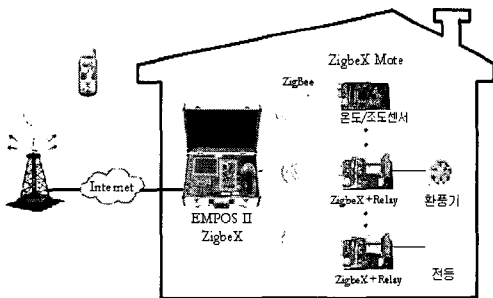 ZigbeX Mote
ZigBee
온도/조도센서
Internet
EMPOS II
ZigbeX
ZigbeX+Relay
환풍기
ZigbeX+Relay
전등